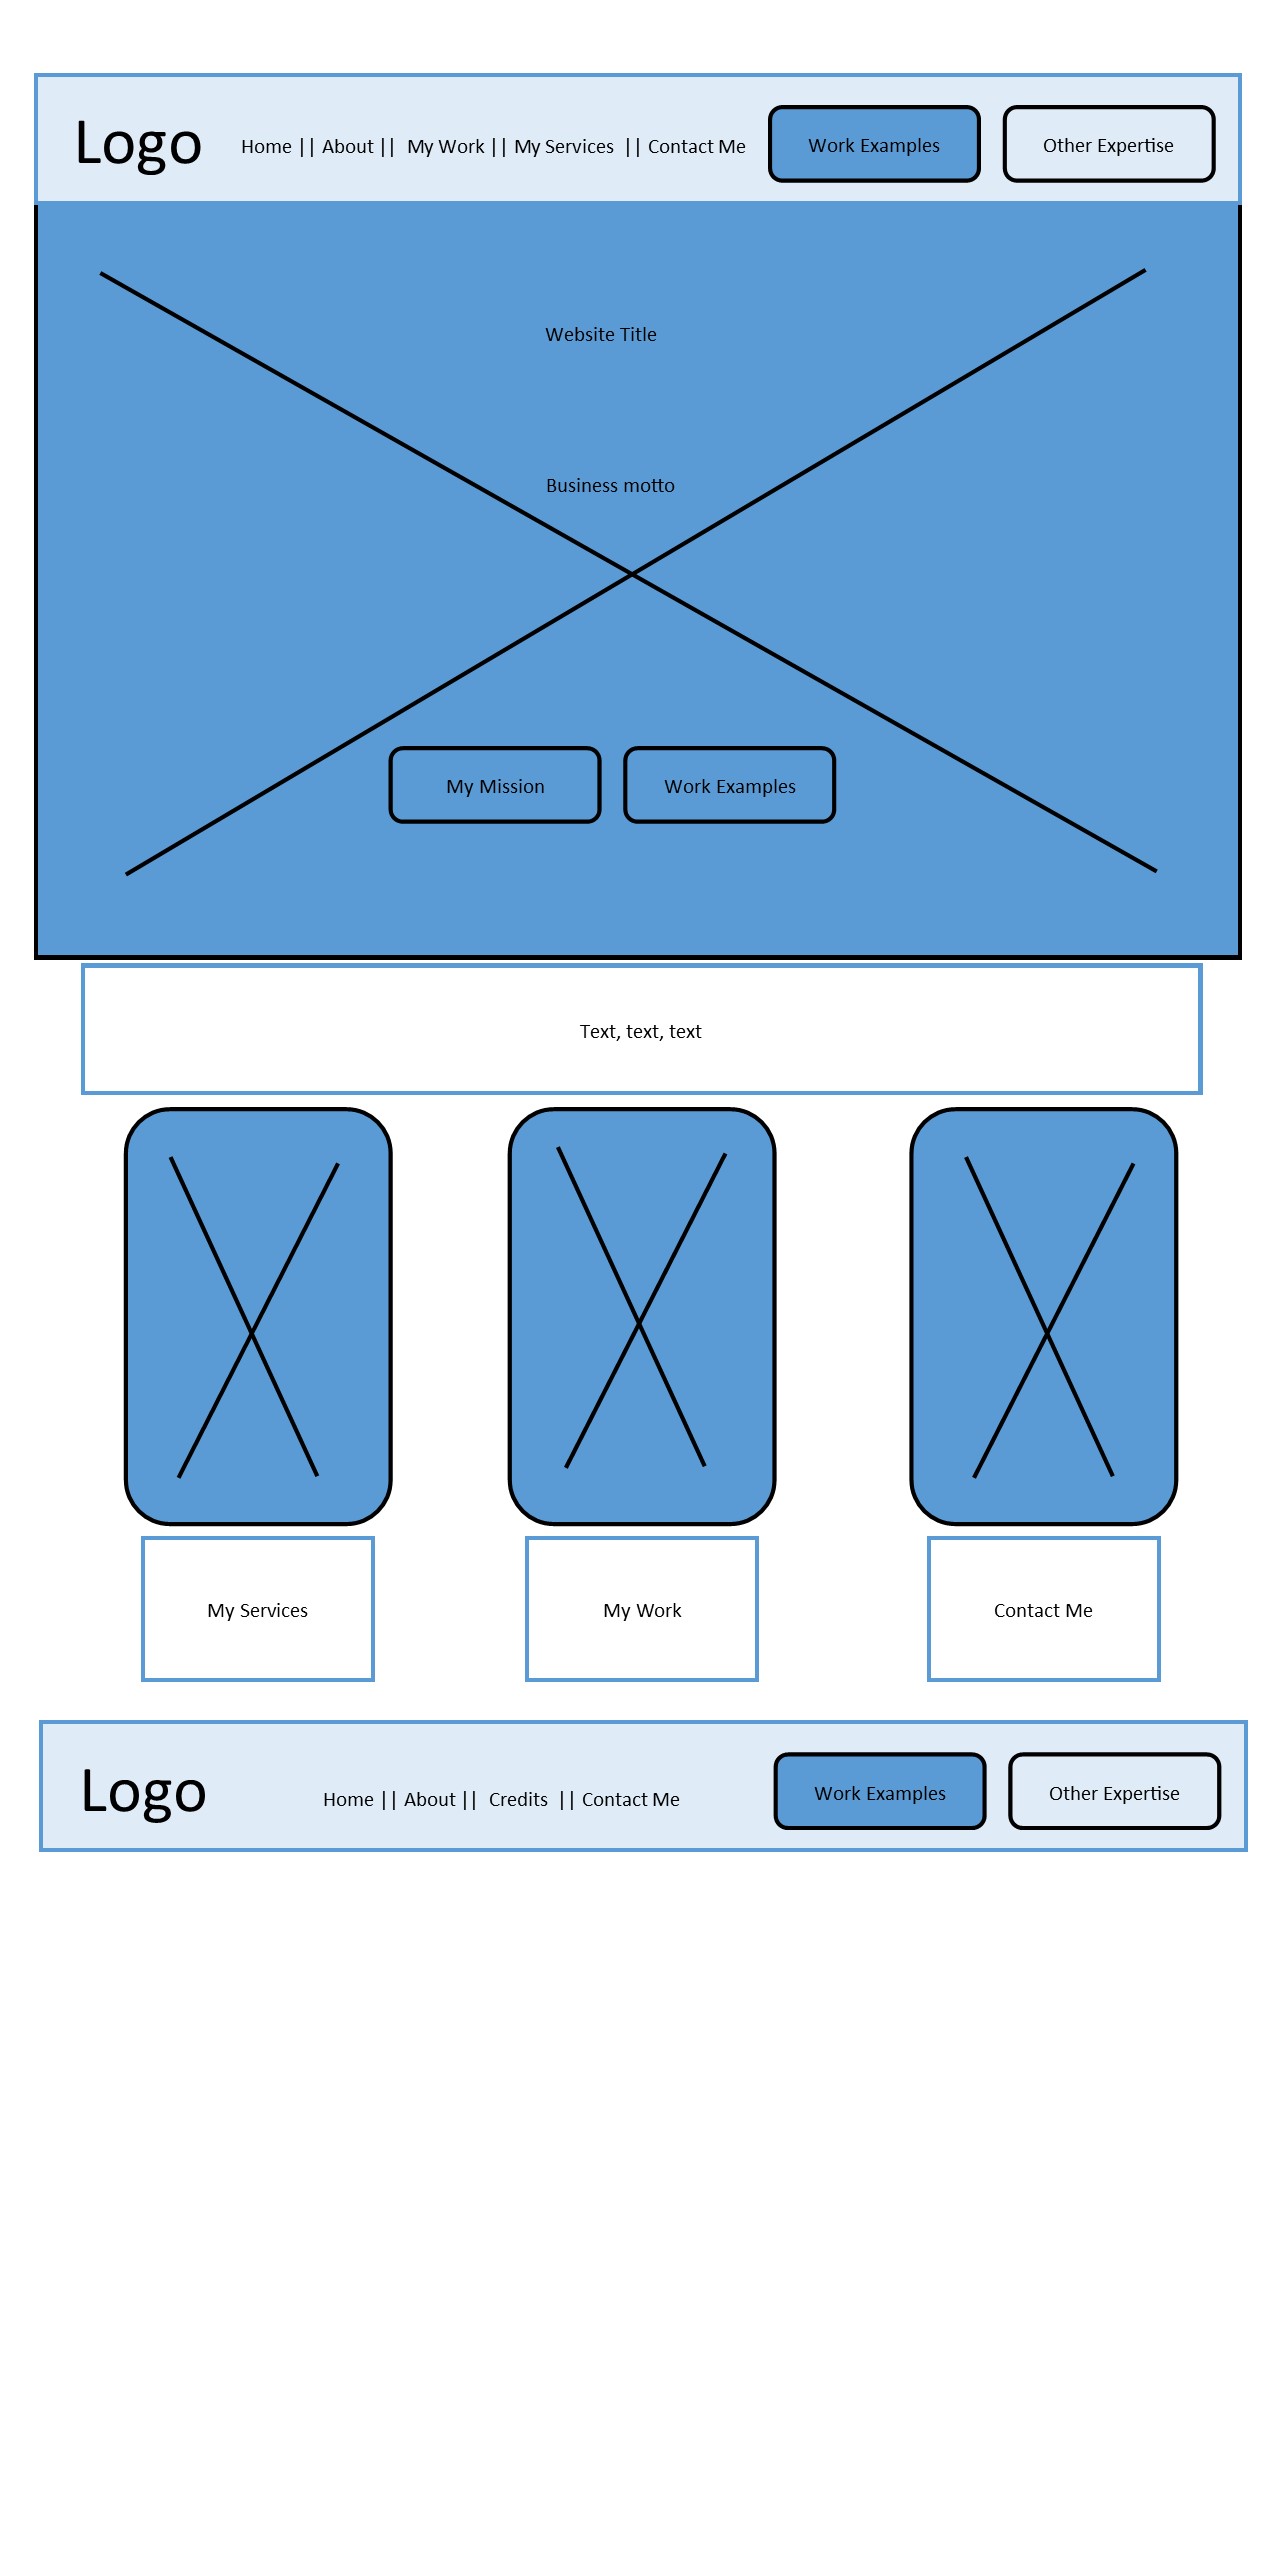 Logo Home || About || My Work || My Services || Contact Me Work Examples Other Expertise
Website Title
Business motto
My Mission Work Examples
Text, text, text
My Services My Work Contact Me
Logo Home || About || Credits || Contact Me Work Examples Other Expertise